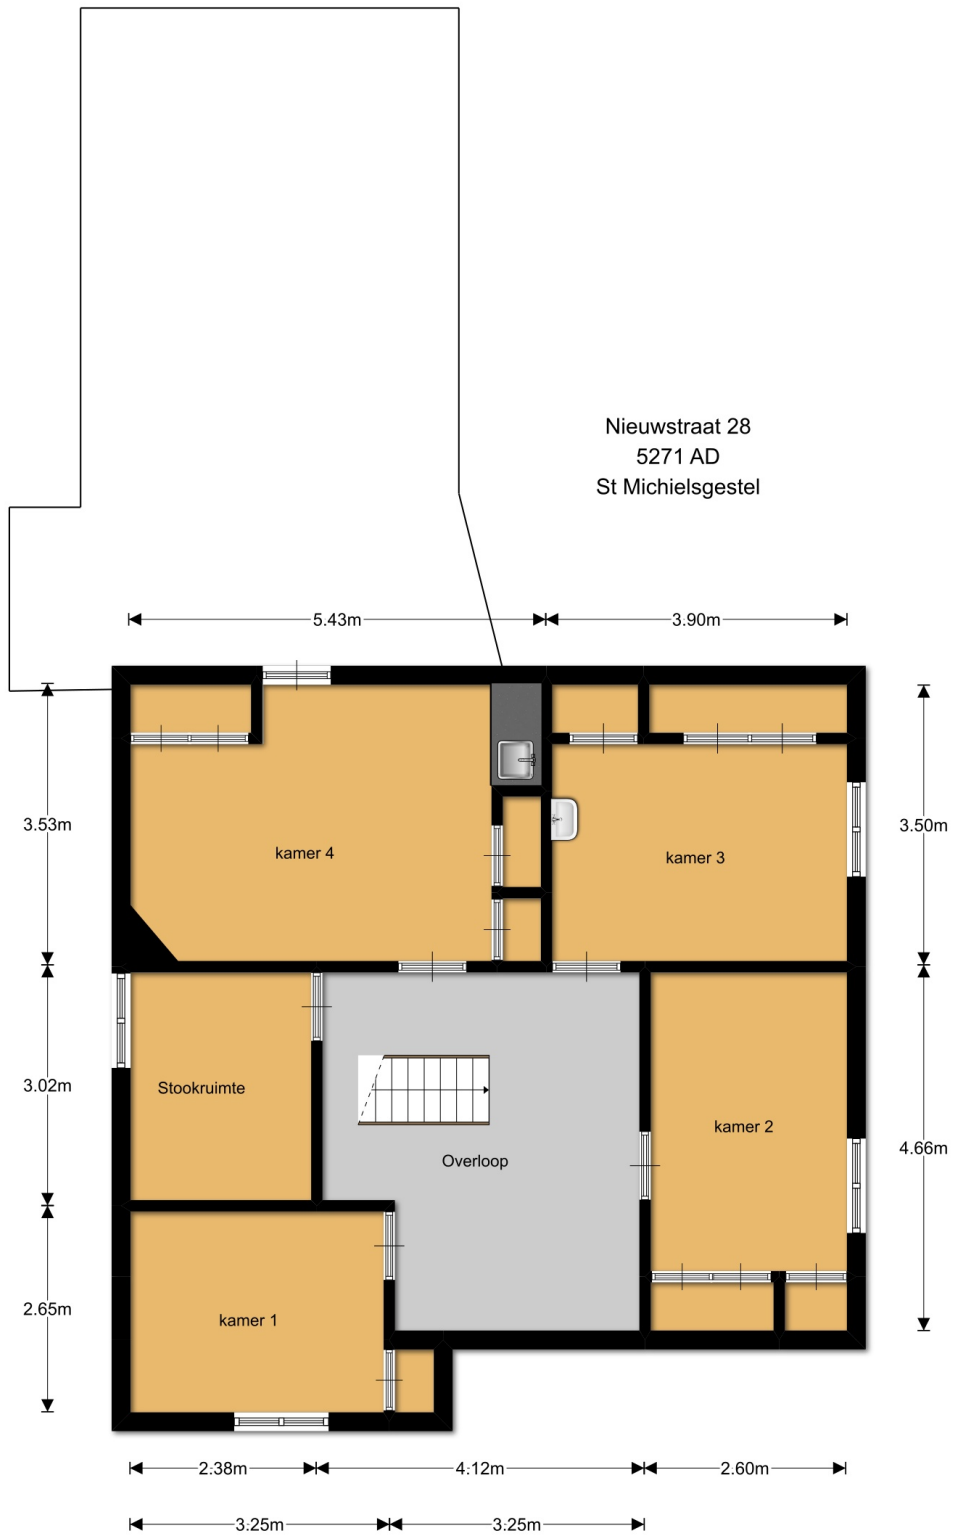 Nieuwstraat 28
5271 AD
St Michielsgestel
5.43m
3.90m
3.53m
kamer 4
kamer 3
3.50m
3.02m
Stookruimte
Overloop
kamer 2
4.66m
2.65m
kamer 1
2.38m
4.12m
2.60m
3.25m
3.25m